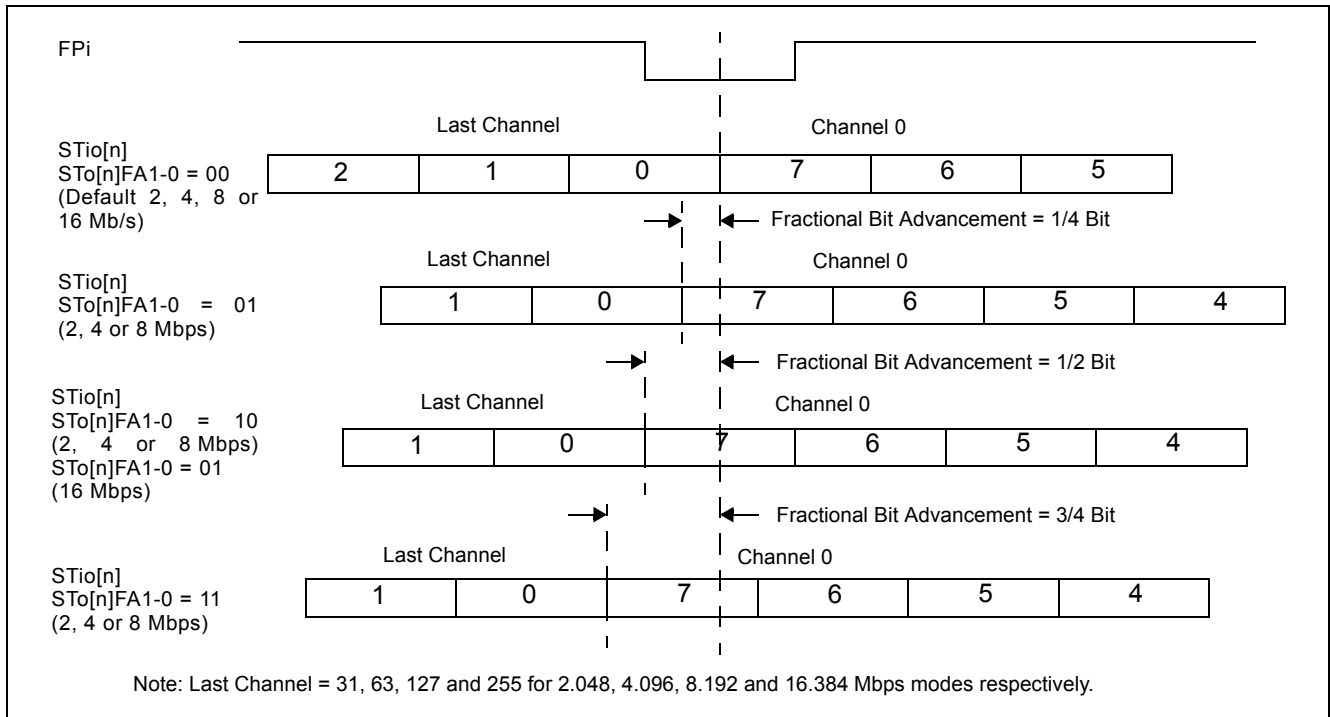 FPi
Last Channel
Channel 0
STio[n]
STo[n]FA1-0 = 00
(Default 2, 4, 8 or
16 Mb/s)
2 1 0 7 6 5
Fractional Bit Advancement = 1/4 Bit
Last Channel
Channel 0
STio[n]
STo[n]FA1-0 = 01
(2, 4 or 8 Mbps)
1 0 7 6 5 4
Fractional Bit Advancement = 1/2 Bit
Last Channel
Channel 0
STio[n]
STo[n]FA1-0 = 10
(2, 4 or 8 Mbps)
STo[n]FA1-0 = 01
(16 Mbps)
1 0 7 6 5 4
Fractional Bit Advancement = 3/4 Bit
Last Channel
Channel 0
STio[n]
STo[n]FA1-0 = 11
(2, 4 or 8 Mbps)
1 0 7 6 5 4
Note: Last Channel = 31, 63, 127 and 255 for 2.048, 4.096, 8.192 and 16.384 Mbps modes respectively.